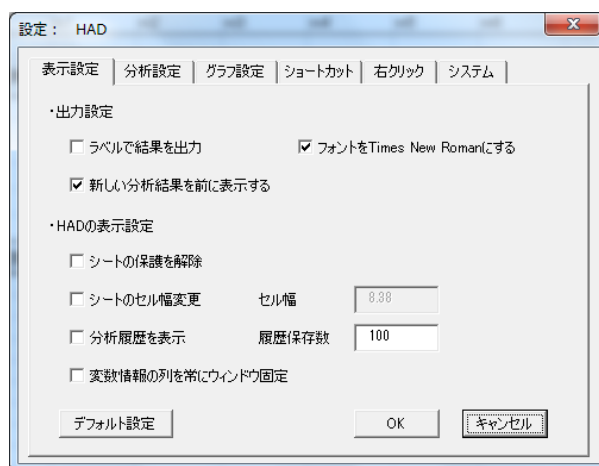 設定： HAD
表示設定 分析設定 グラフ設定 ショートカット 右クリック システム
・出力設定
ラベルで結果を出力 フォントをTimes New Romanにする
新しい分析結果を前に表示する
・HADの表示設定
シートの保護を解除
シートのセル幅変更 セル幅 8.38
分析履歴を表示 履歴保存数 100
変数情報の列を常にウィンドウ固定
デフォルト設定 OK キャンセル